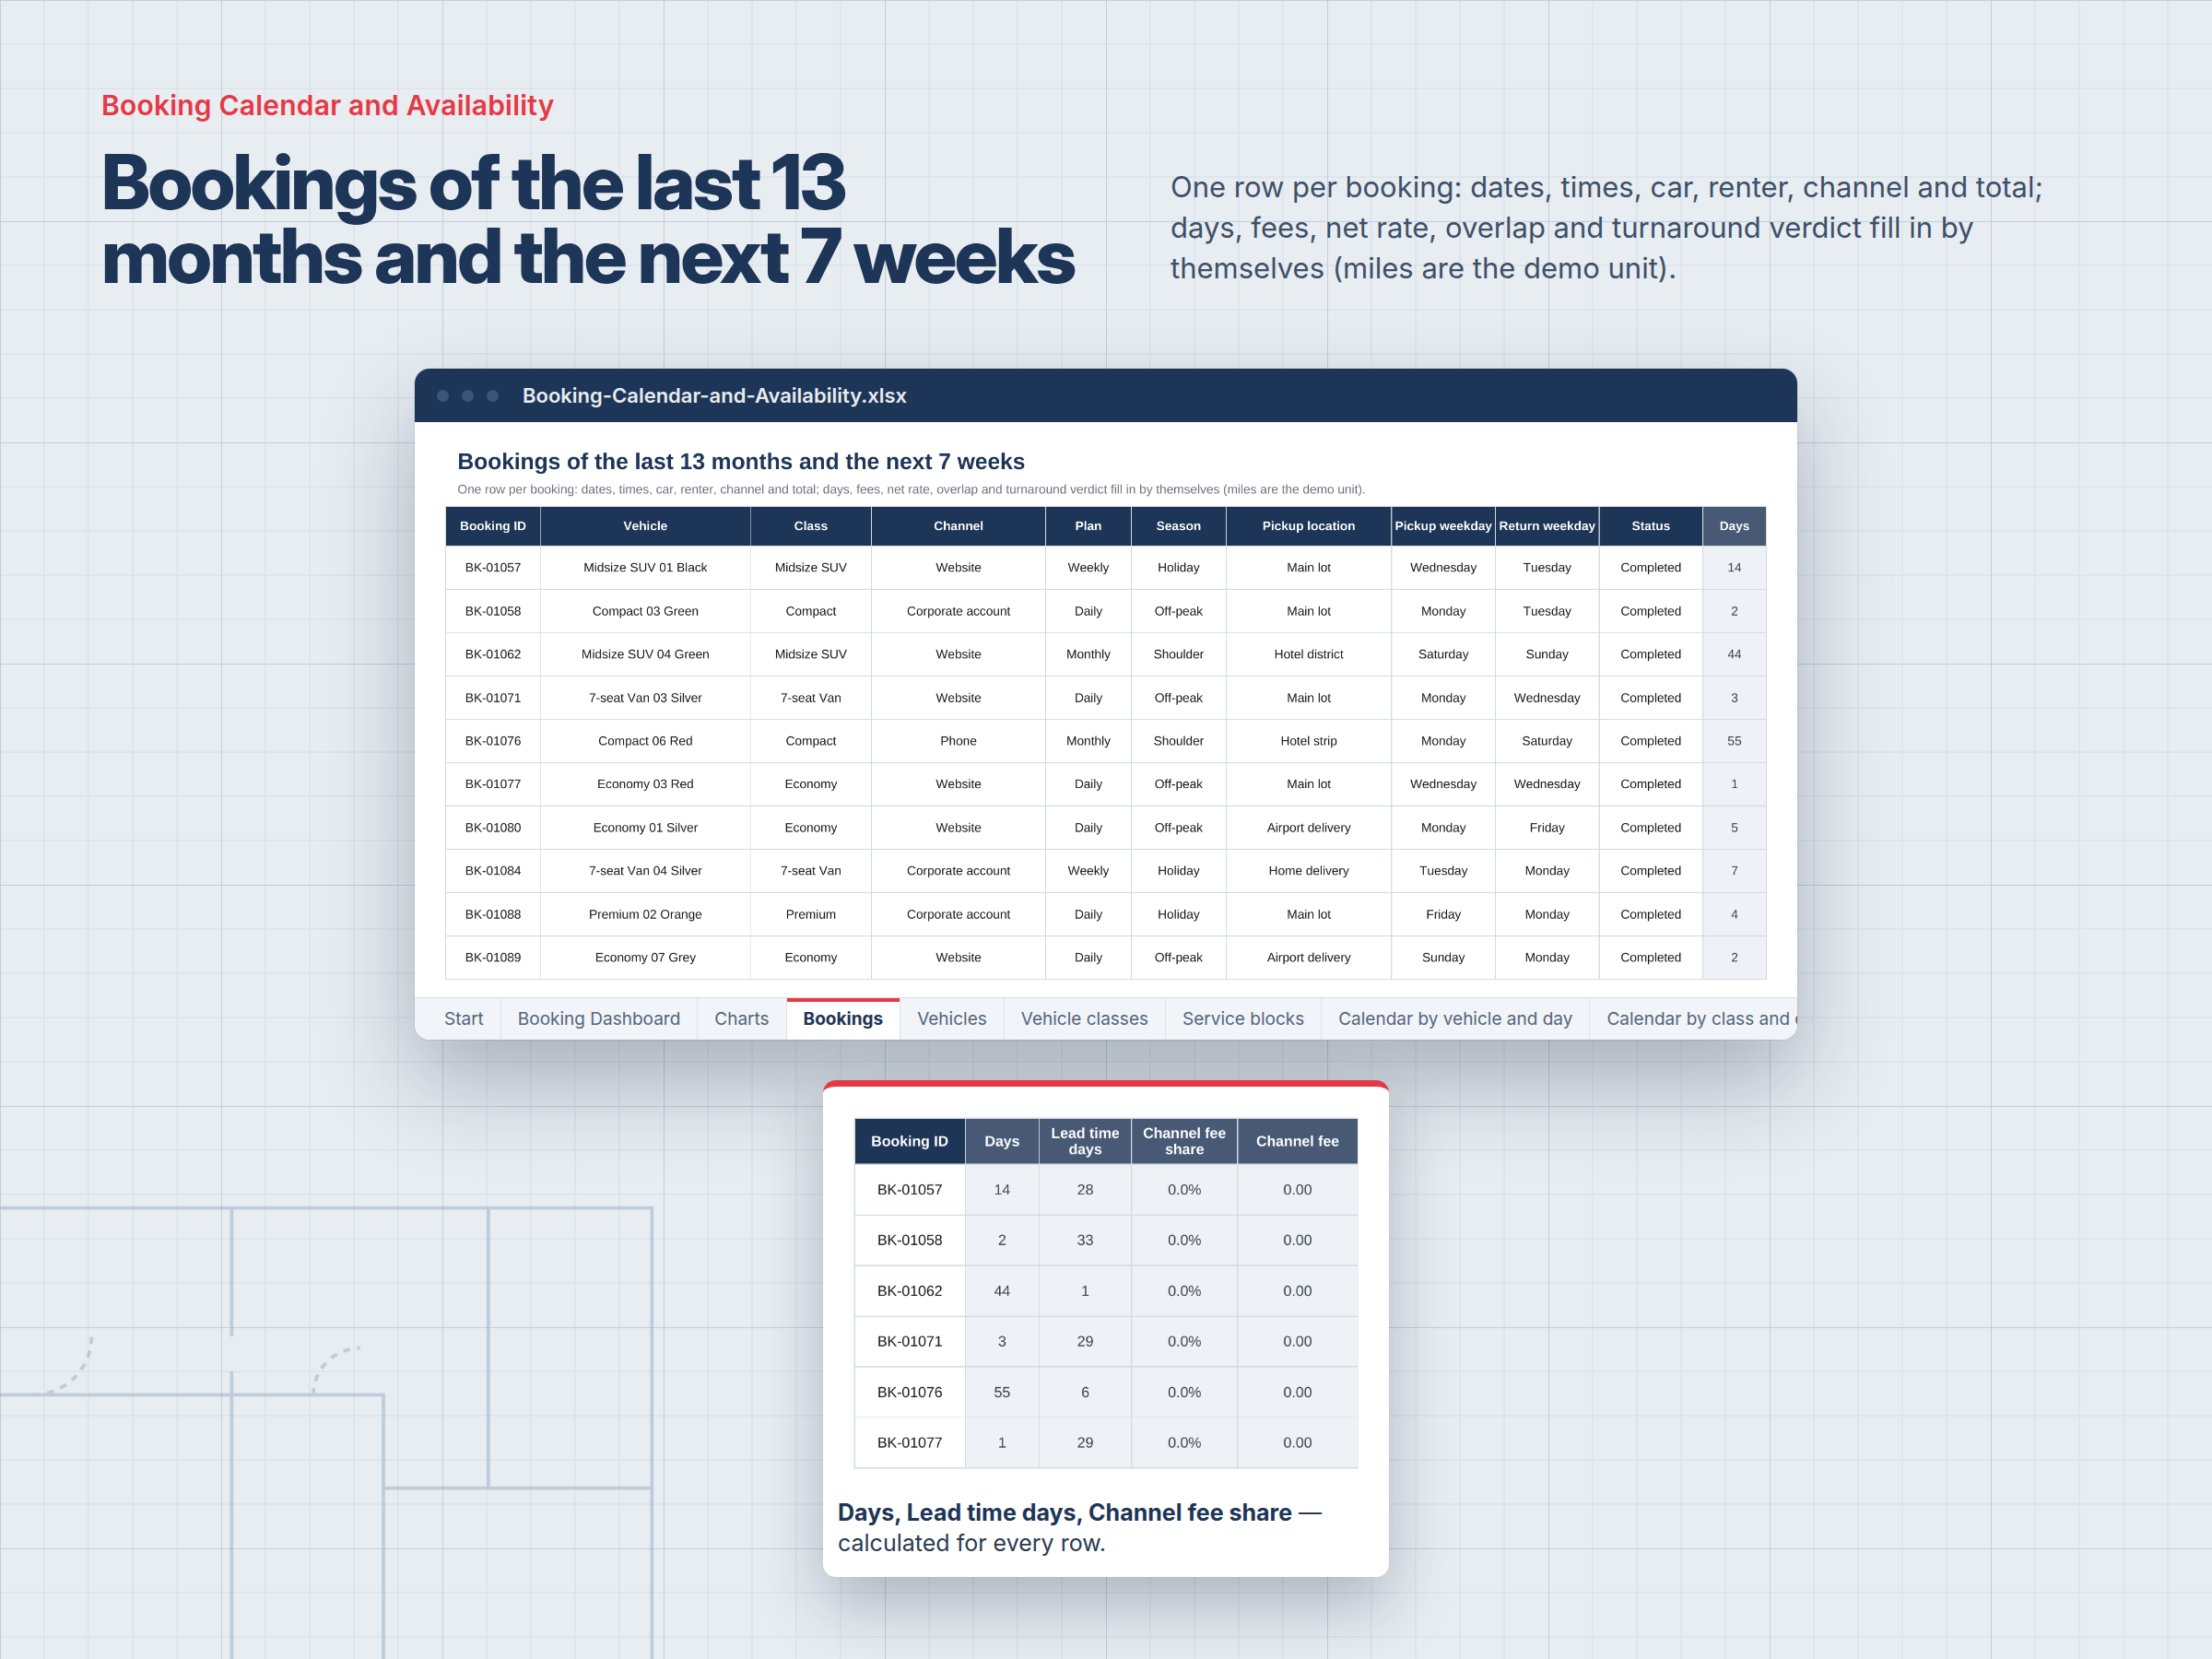 Booking Calendar and Availability
Bookings of the last 13
months and the next 7 weeks
One row per booking: dates, times, car, renter, channel and total;
days, fees, net rate, overlap and turnaround verdict fill in by
themselves (miles are the demo unit).
Booking-Calendar-and-Availability.xlsx
Bookings of the last 13 months and the next 7 weeks
One row per booking: dates, times, car, renter, channel and total; days, fees, net rate, overlap and turnaround verdict fill in by themselves (miles are the demo unit).
Booking ID Vehicle Class Channel Plan Season Pickup location Pickup weekday Return weekday Status Days
BK-01057 Midsize SUV 01 Black Midsize SUV Website Weekly Holiday Main lot Wednesday Tuesday Completed 14
BK-01058 Compact 03 Green Compact Corporate account Daily Off-peak Main lot Monday Tuesday Completed 2
BK-01062 Midsize SUV 04 Green Midsize SUV Website Monthly Shoulder Hotel district Saturday Sunday Completed 44
BK-01071 7-seat Van 03 Silver 7-seat Van Website Daily Off-peak Main lot Monday Wednesday Completed 3
BK-01076 Compact 06 Red Compact Phone Monthly Shoulder Hotel strip Monday Saturday Completed 55
BK-01077 Economy 03 Red Economy Website Daily Off-peak Main lot Wednesday Wednesday Completed 1
BK-01080 Economy 01 Silver Economy Website Daily Off-peak Airport delivery Monday Friday Completed 5
BK-01084 7-seat Van 04 Silver 7-seat Van Corporate account Weekly Holiday Home delivery Tuesday Monday Completed 7
BK-01088 Premium 02 Orange Premium Corporate account Daily Holiday Main lot Friday Monday Completed 4
BK-01089 Economy 07 Grey Economy Website Daily Off-peak Airport delivery Sunday Monday Completed 2
Start Booking Dashboard Charts Bookings Vehicles Vehicle classes Service blocks Calendar by vehicle and day Calendar by class and
Booking ID Days Lead time days Channel fee share Channel fee
BK-01057 14 28 0.0% 0.00
BK-01058 2 33 0.0% 0.00
BK-01062 44 1 0.0% 0.00
BK-01071 3 29 0.0% 0.00
BK-01076 55 6 0.0% 0.00
BK-01077 1 29 0.0% 0.00
Days, Lead time days, Channel fee share —
calculated for every row.